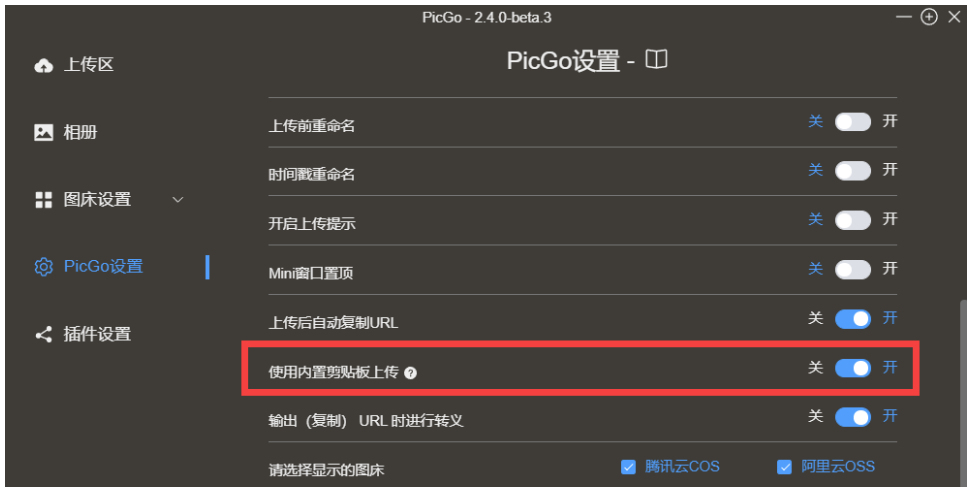 PicGo - 2.4.0-beta.3
上传区
PicGo设置 -
相册
图床设置
PicGo设置
插件设置
上传前重命名 关 开
时间戳重命名 关 开
开启上传提示 关 开
Mini窗口置顶 关 开
上传后自动复制URL 关 开
使用内置剪贴板上传 ? 关 开
输出（复制） URL 时进行转义 关 开
请选择显示的图床 腾讯云COS 阿里云OSS